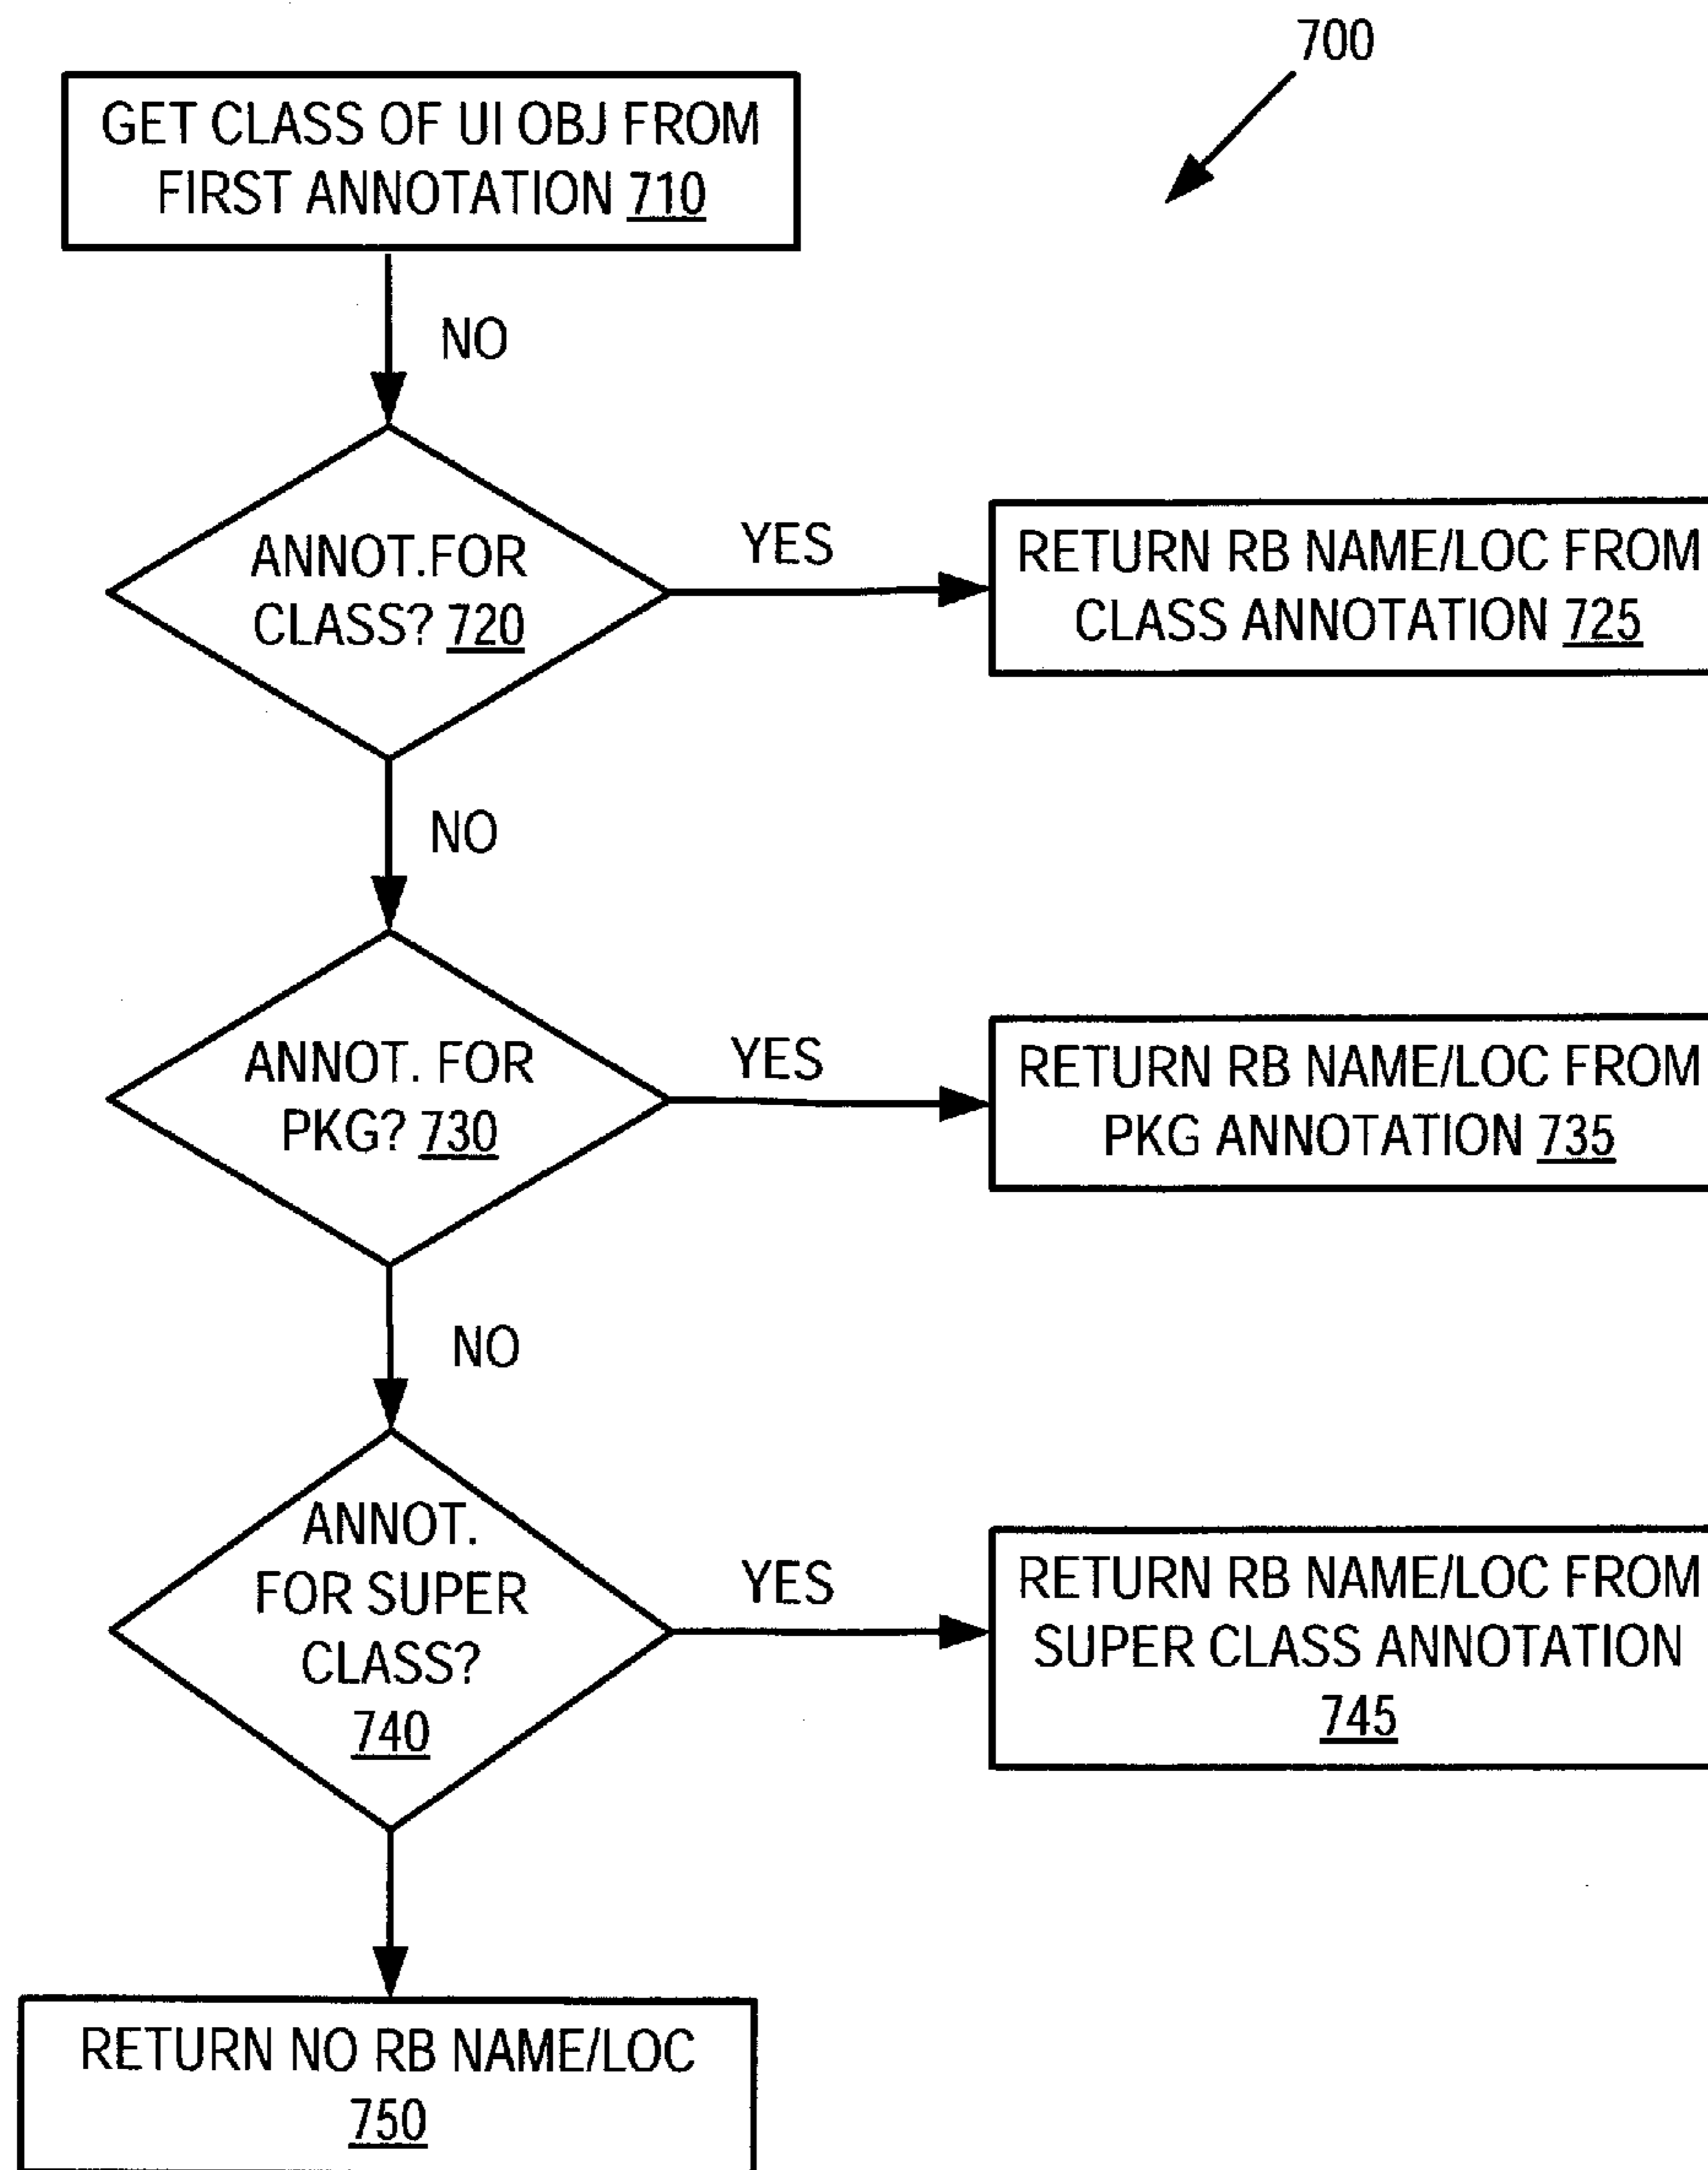 700
GET CLASS OF UI OBJ FROM
FIRST ANNOTATION 710
NO
ANNOT.FOR
CLASS? 720
YES
RETURN RB NAME/LOC FROM
CLASS ANNOTATION 725
NO
ANNOT. FOR
PKG? 730
YES
RETURN RB NAME/LOC FROM
PKG ANNOTATION 735
NO
ANNOT.
FOR SUPER
CLASS?
740
YES
RETURN RB NAME/LOC FROM
SUPER CLASS ANNOTATION
745
RETURN NO RB NAME/LOC
750